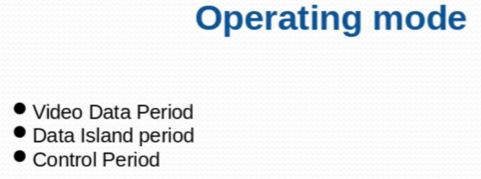 Operating mode
● Video Data Period
● Data Island period
● Control Period